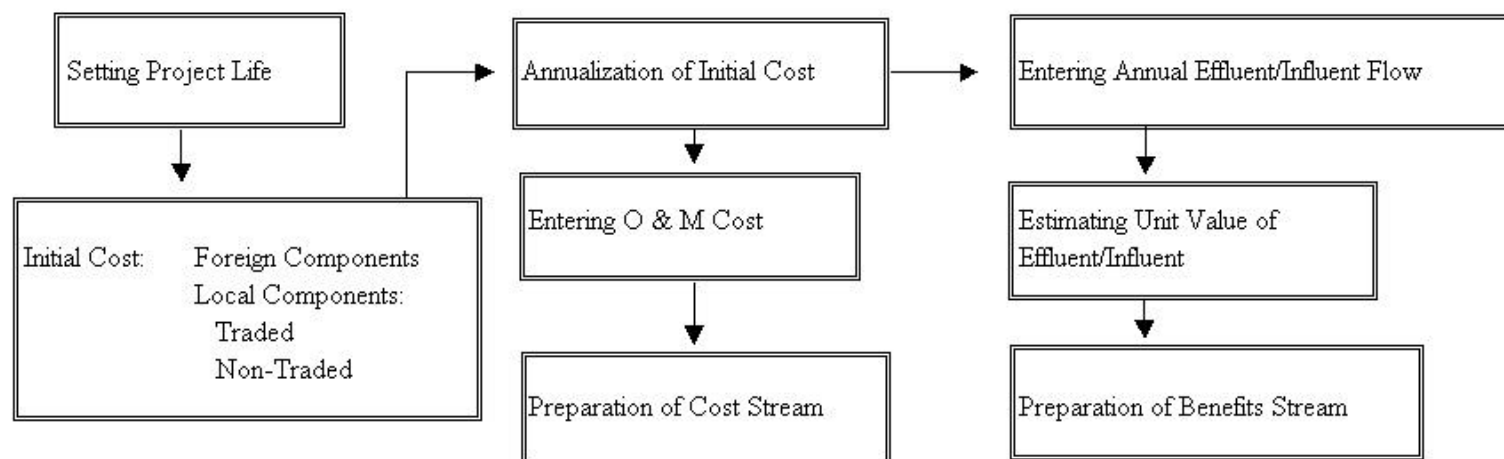 Setting Project Life
Initial Cost: Foreign Components
Local Components:
Traded
Non-Traded
Annualization of Initial Cost
Entering O & M Cost
Preparation of Cost Stream
Entering Annual Effluent/Influent Flow
Estimating Unit Value of
Effluent/Influent
Preparation of Benefits Stream